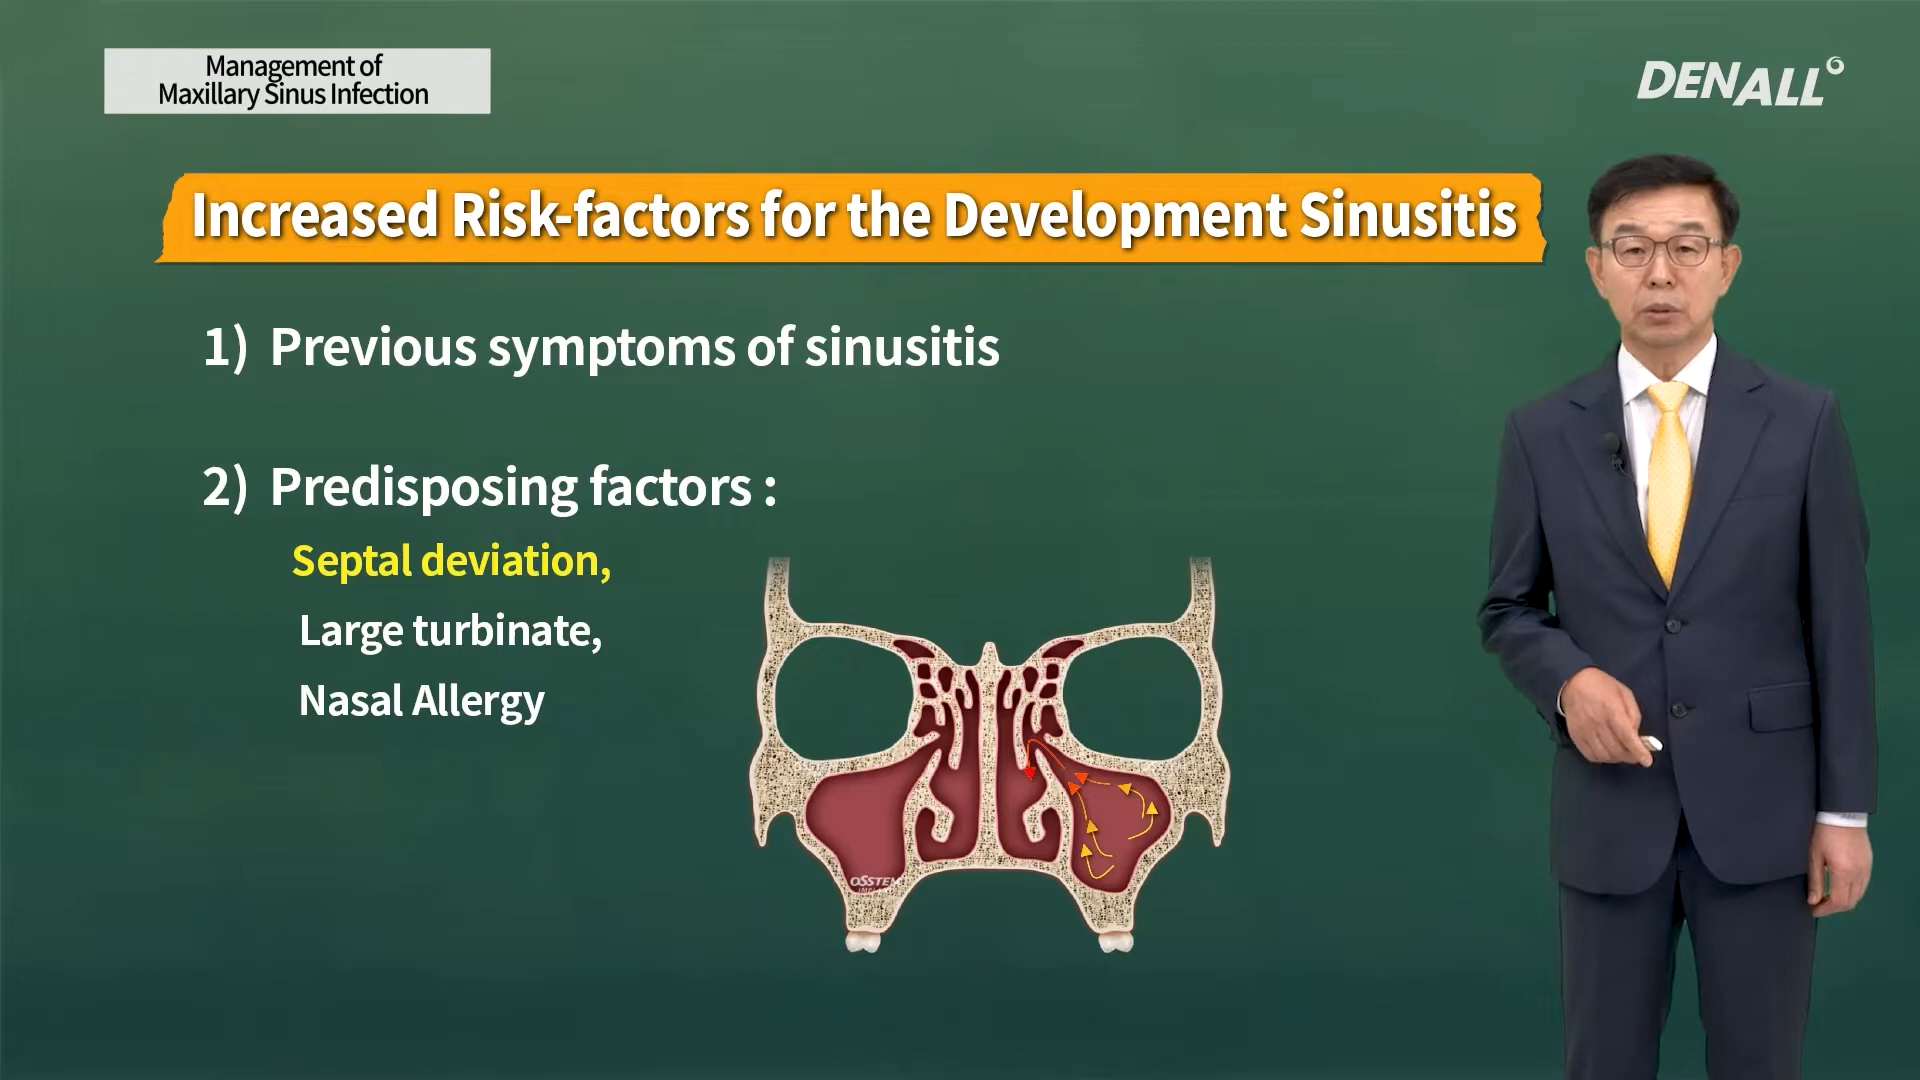 Management of
Maxillary Sinus Infection
DENALL
Increased Risk-factors for the Development Sinusitis
1) Previous symptoms of sinusitis
2) Predisposing factors :
Septal deviation,
Large turbinate,
Nasal Allergy
OSSTEM